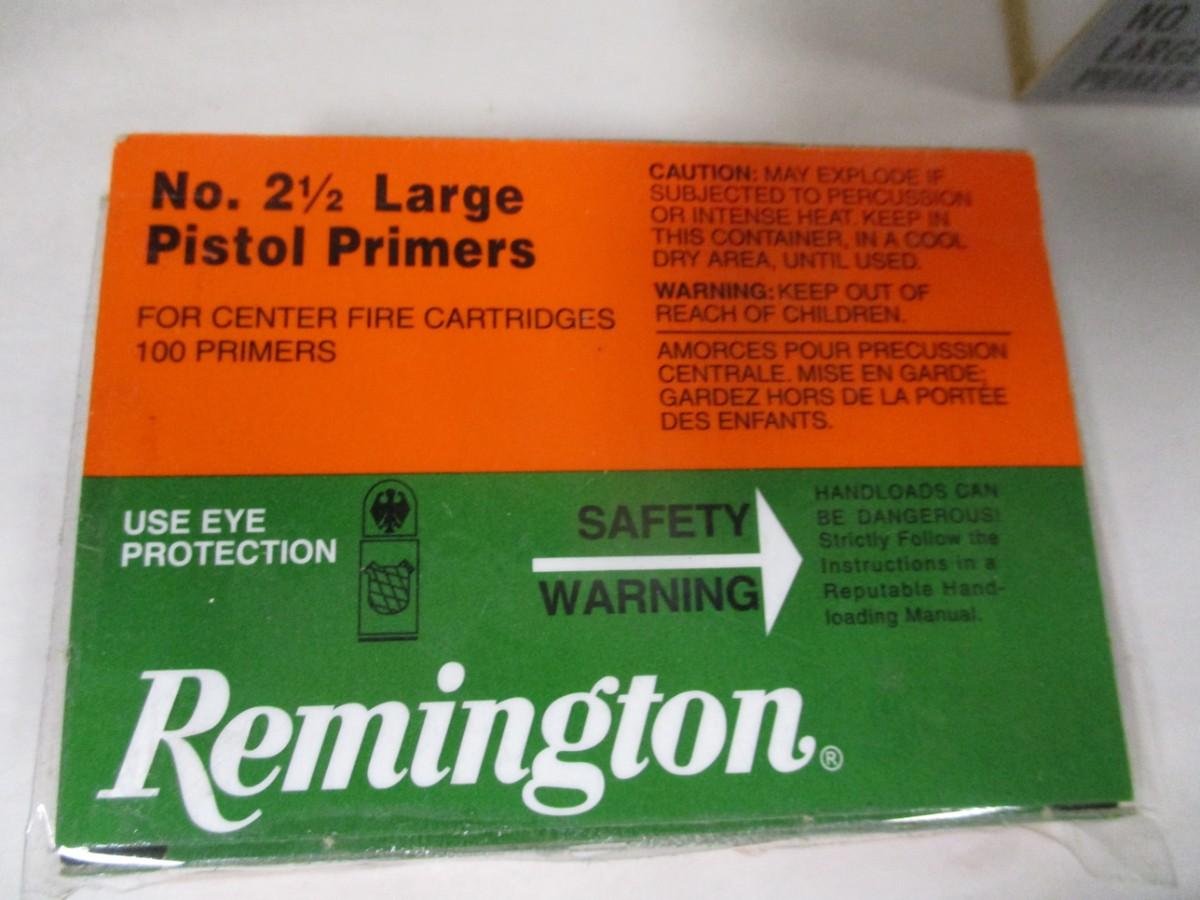 No. 2½ Large
Pistol Primers
FOR CENTER FIRE CARTRIDGES
100 PRIMERS
CAUTION: MAY EXPLODE IF
SUBJECTED TO PERCUSSION
OR INTENSE HEAT. KEEP IN
THIS CONTAINER, IN A COOL
DRY AREA, UNTIL USED.
WARNING: KEEP OUT OF
REACH OF CHILDREN.
AMORCES POUR PRECUSSION
CENTRALE. MISE EN GARDE;
GARDEZ HORS DE LA PORTÉE
DES ENFANTS.
USE EYE
PROTECTION
SAFETY
WARNING
HANDLOADS CAN
BE DANGEROUS!
Strictly Follow the
Instructions in a
Reputable Hand-
loading Manual.
Remington®
NO
LARGE
PRIMER